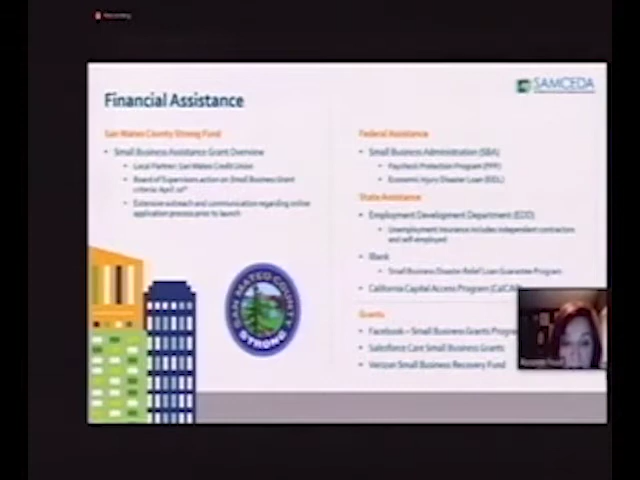 Recording
SAMCEDA
Financial Assistance
San Mateo County Strong Fund
• Small Business Assistance Grant Overview
• Local Partner: San Mateo Credit Union
• Board of Supervisors action on Small Business Grant
criteria April 10th
• Extensive outreach and communication regarding online
application process prior to launch
SAN MATEO COUNTY
STRONG
Federal Assistance
• Small Business Administration (SBA)
• Paycheck Protection Program (PPP)
• Economic Injury Disaster Loan (EIDL)
State Assistance
• Employment Development Department (EDD)
• Unemployment Insurance includes independent contractors
and self-employed
• IBank
• Small Business Disaster Relief Loan Guarantee Program
• California Capital Access Program (CalCAP)
Grants
• Facebook – Small Business Grants Progra
• Salesforce Care Small Business Grants
• Verizon Small Business Recovery Fund